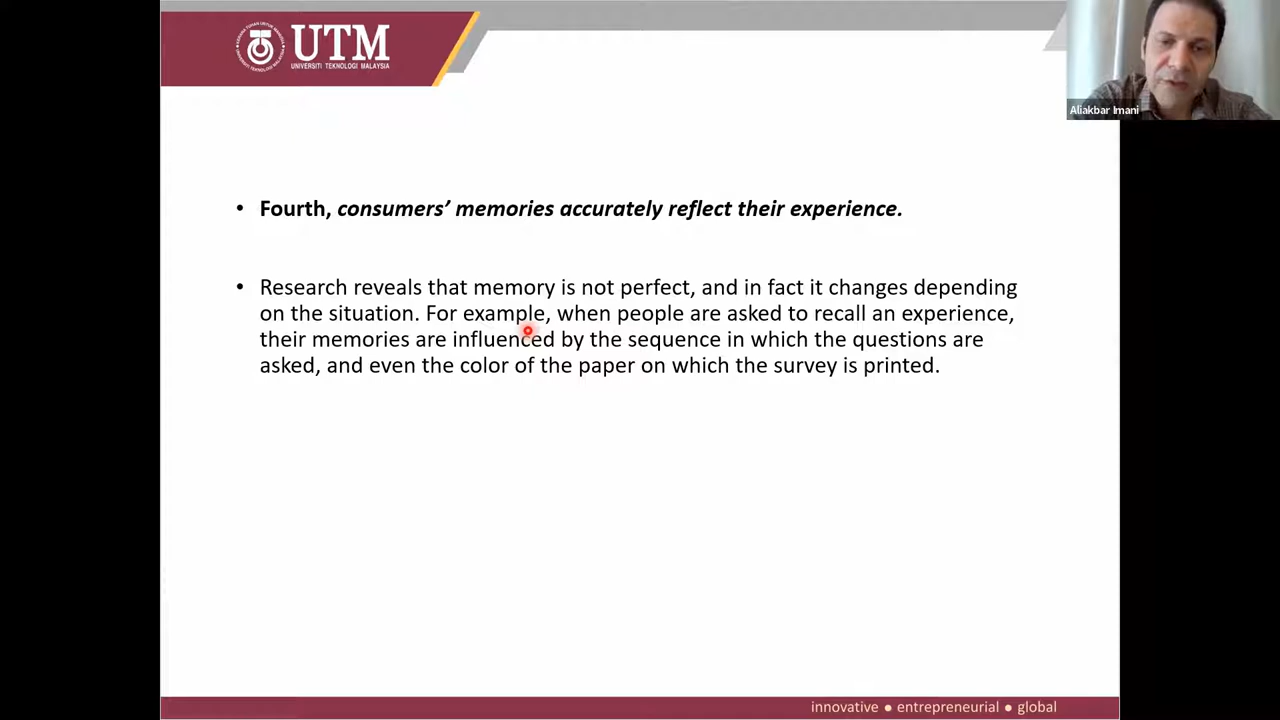 UTM
UNIVERSITI TEKNOLOGI MALAYSIA
Aliakbar Imani
• Fourth, consumers’ memories accurately reflect their experience.
• Research reveals that memory is not perfect, and in fact it changes depending
on the situation. For example, when people are asked to recall an experience,
their memories are influenced by the sequence in which the questions are
asked, and even the color of the paper on which the survey is printed.
innovative ● entrepreneurial ● global